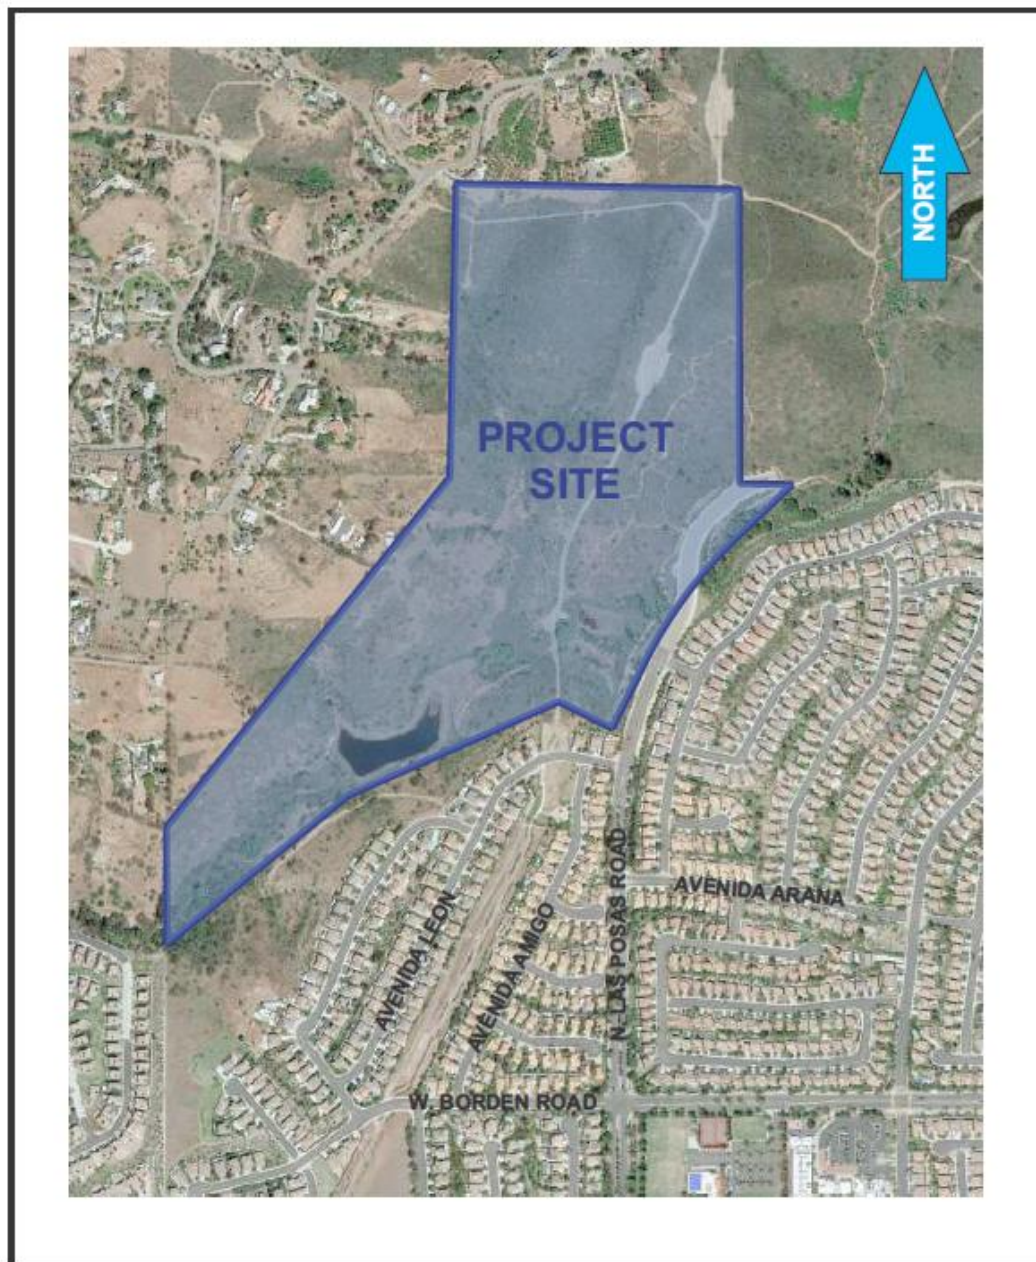 NORTH
PROJECT
SITE
AVENIDA ARANA
N. LAS POSAS ROAD
AVENIDA LEON
AVENIDA AMIGO
W. BORDEN ROAD